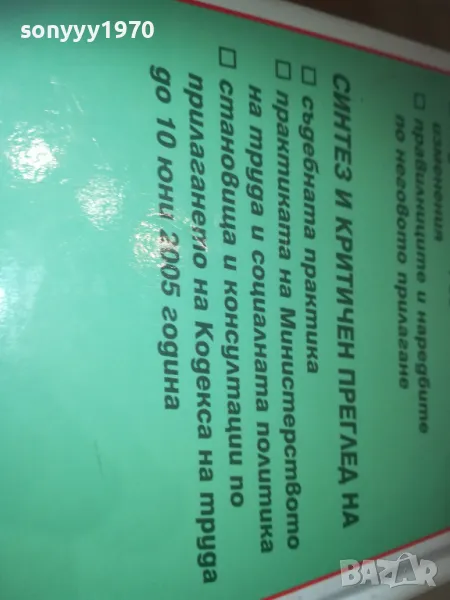 sonyyy1970
изменения
□ правилниците и наредбите
по неговото прилагане
СИНТЕЗ И КРИТИЧЕН ПРЕГЛЕД НА
□ съдебната практика
□ практиката на Министерството
на труда и социалната политика
□ становища и консултации по
прилагането на Кодекса на труда
до 10 юни 2005 година
BAZAR